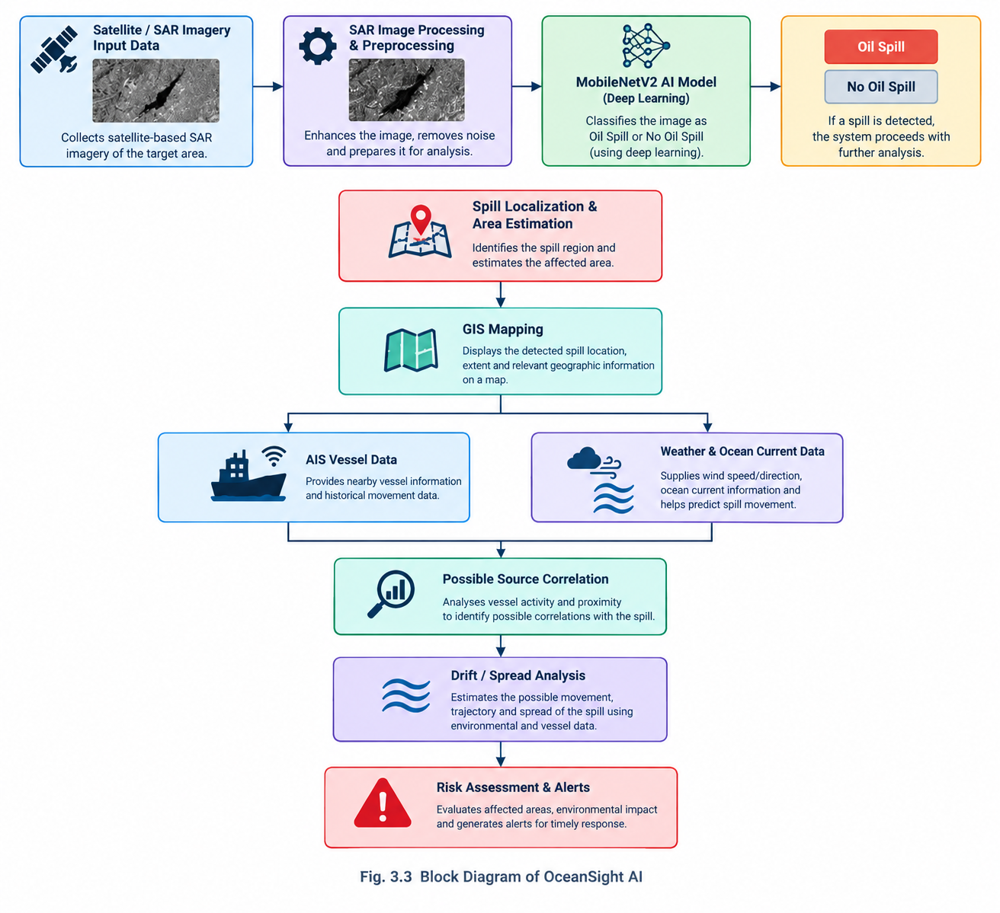 Satellite / SAR Imagery
Input Data
Collects satellite-based SAR
imagery of the target area.
SAR Image Processing
& Preprocessing
Enhances the image, removes noise
and prepares it for analysis.
MobileNetV2 AI Model
(Deep Learning)
Classifies the image as
Oil Spill or No Oil Spill
(using deep learning).
Oil Spill
No Oil Spill
If a spill is detected,
the system proceeds with
further analysis.
Spill Localization &
Area Estimation
Identifies the spill region and
estimates the affected area.
GIS Mapping
Displays the detected spill location,
extent and relevant geographic information
on a map.
AIS Vessel Data
Provides nearby vessel information
and historical movement data.
Weather & Ocean Current Data
Supplies wind speed/direction,
ocean current information and
helps predict spill movement.
Possible Source Correlation
Analyses vessel activity and proximity
to identify possible correlations with the spill.
Drift / Spread Analysis
Estimates the possible movement,
trajectory and spread of the spill using
environmental and vessel data.
Risk Assessment & Alerts
Evaluates affected areas, environmental impact
and generates alerts for timely response.
Fig. 3.3 Block Diagram of OceanSight AI